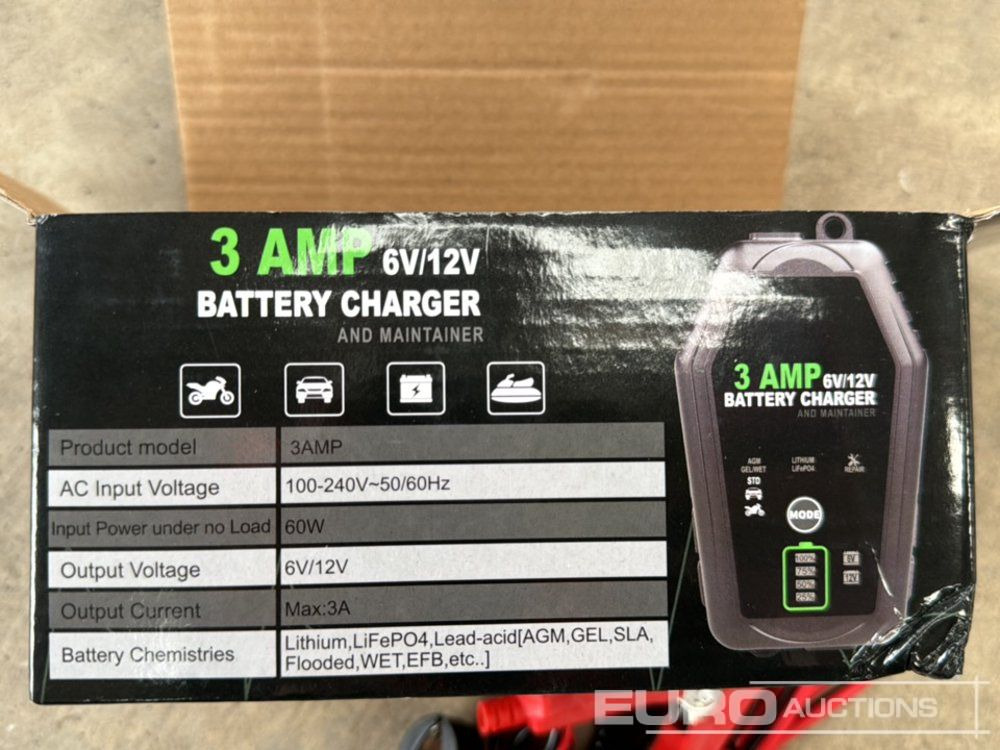 3 AMP 6V/12V
BATTERY CHARGER
AND MAINTAINER
Product model 3AMP
AC Input Voltage 100-240V~50/60Hz
Input Power under no Load 60W
Output Voltage 6V/12V
Output Current Max:3A
Battery Chemistries Lithium,LiFePO4,Lead-acid[AGM,GEL,SLA,
Flooded,WET,EFB,etc..]
3 AMP 6V/12V
BATTERY CHARGER
AND MAINTAINER
AGM LITHIUM
GEL/WET LiFePO4 REPAIR
STD
MODE
100% 6V
75%
50% 12V
25%
EURO AUCTIONS